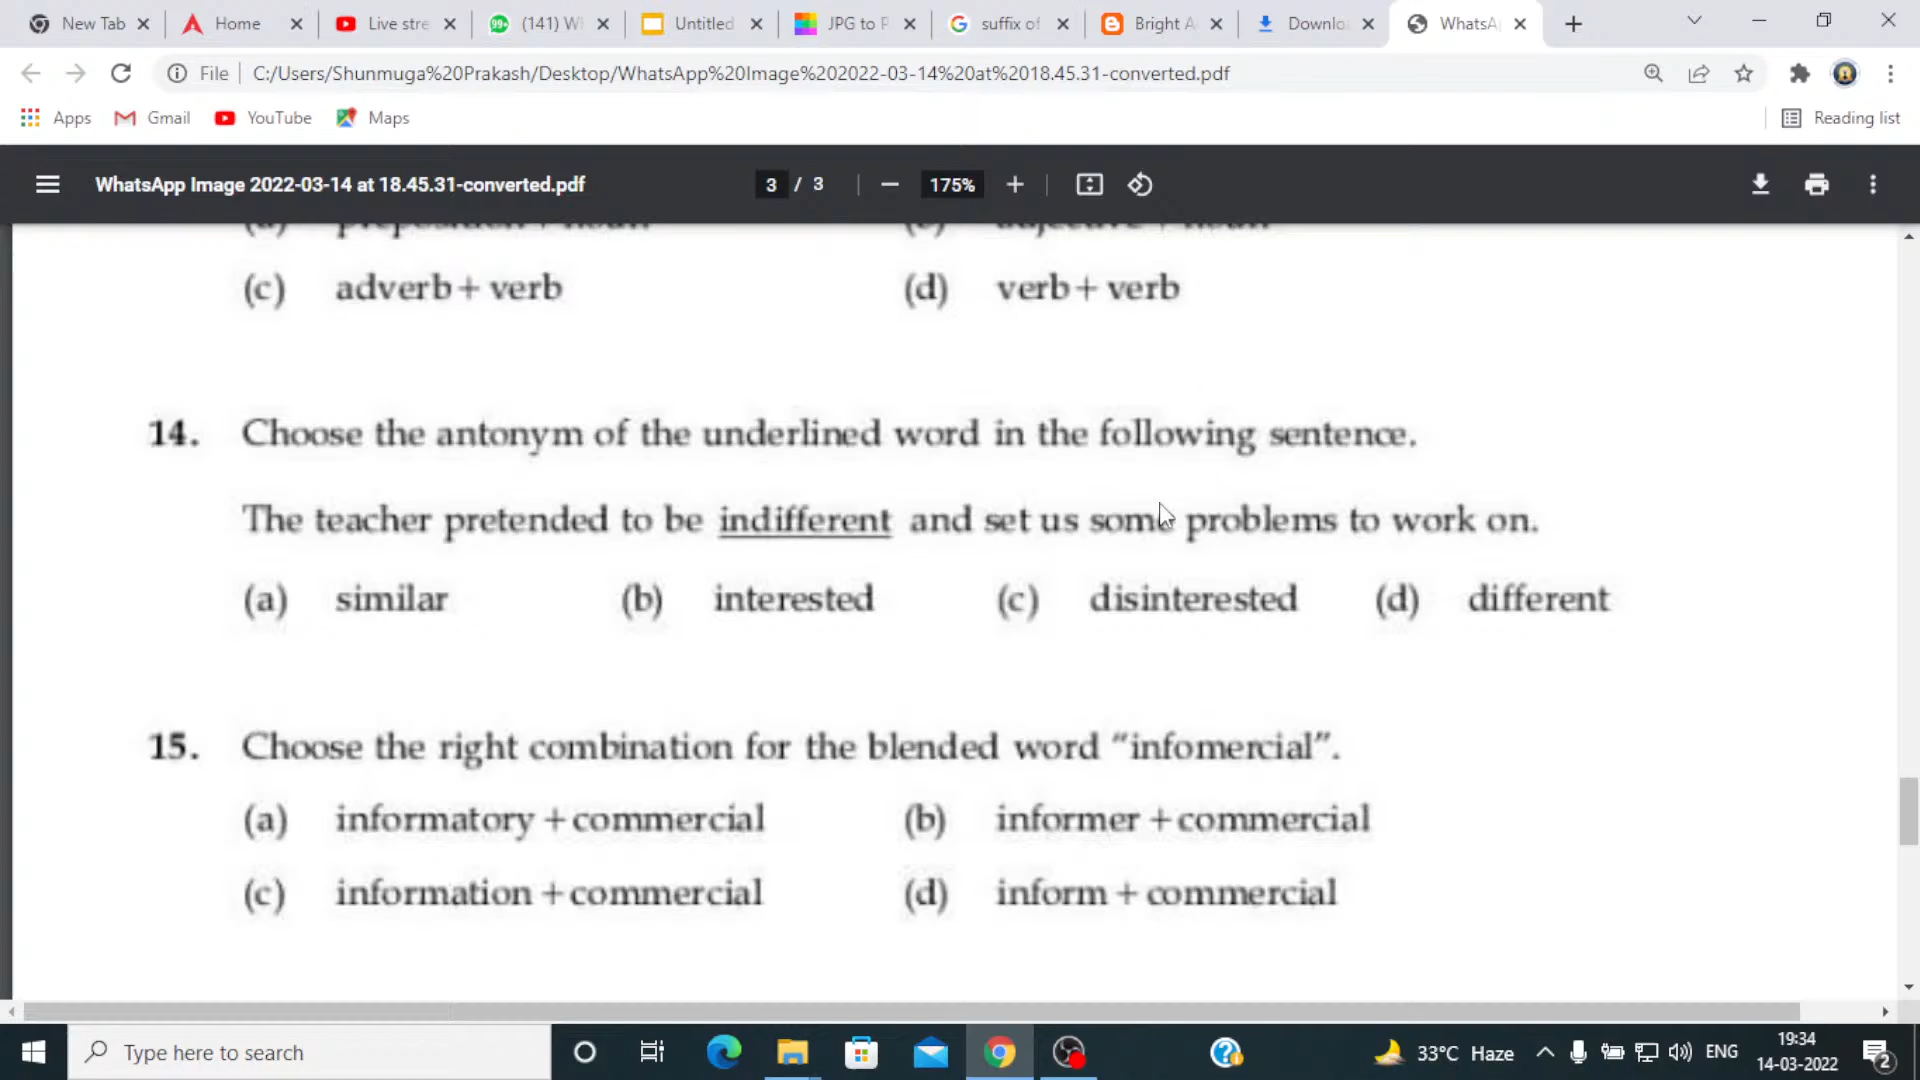 New Tab
Home
Live stre
(141) W
Untitled
JPG to P
suffix of
Bright A
Downlo
WhatsA
File
C:/Users/Shunmuga%20Prakash/Desktop/WhatsApp%20Image%202022-03-14%20at%2018.45.31-converted.pdf
Apps
Gmail
YouTube
Maps
Reading list
WhatsApp Image 2022-03-14 at 18.45.31-converted.pdf
3 / 3
175%
(c) adverb + verb (d) verb + verb
14. Choose the antonym of the underlined word in the following sentence.
The teacher pretended to be indifferent and set us some problems to work on.
(a) similar (b) interested (c) disinterested (d) different
15. Choose the right combination for the blended word “infomercial”.
(a) informatory + commercial (b) informer + commercial
(c) information + commercial (d) inform + commercial
Type here to search
33°C Haze
ENG
19:34
14-03-2022
2